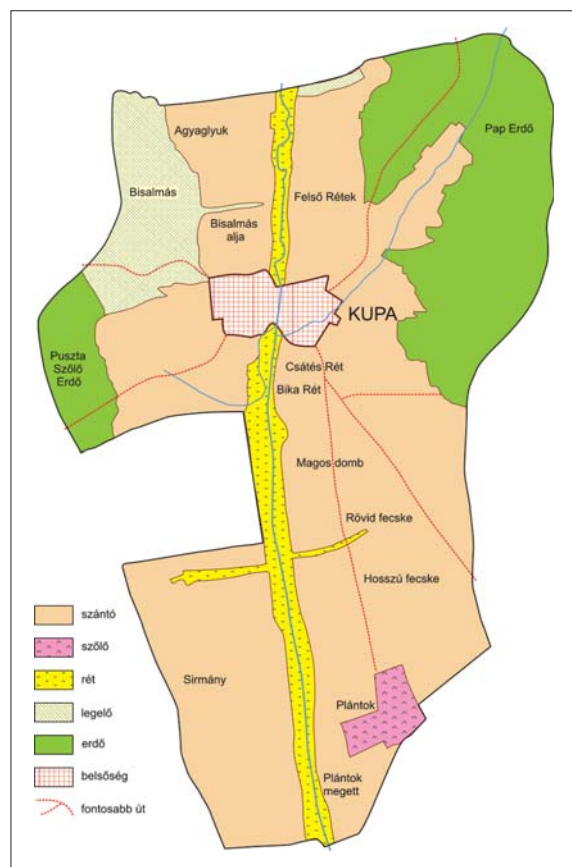 Agyaglyuk
Pap Erdő
Bisalmás
Felső Rétek
Bisalmás
alja
KUPA
Puszta
Szőlő
Erdő
Csátés Rét
Bika Rét
Magos domb
Rövid fecske
Hosszú fecske
Sirmány
Plántok
Plántok
megett
szántó
szőlő
rét
legelő
erdő
belsőség
fontosabb út